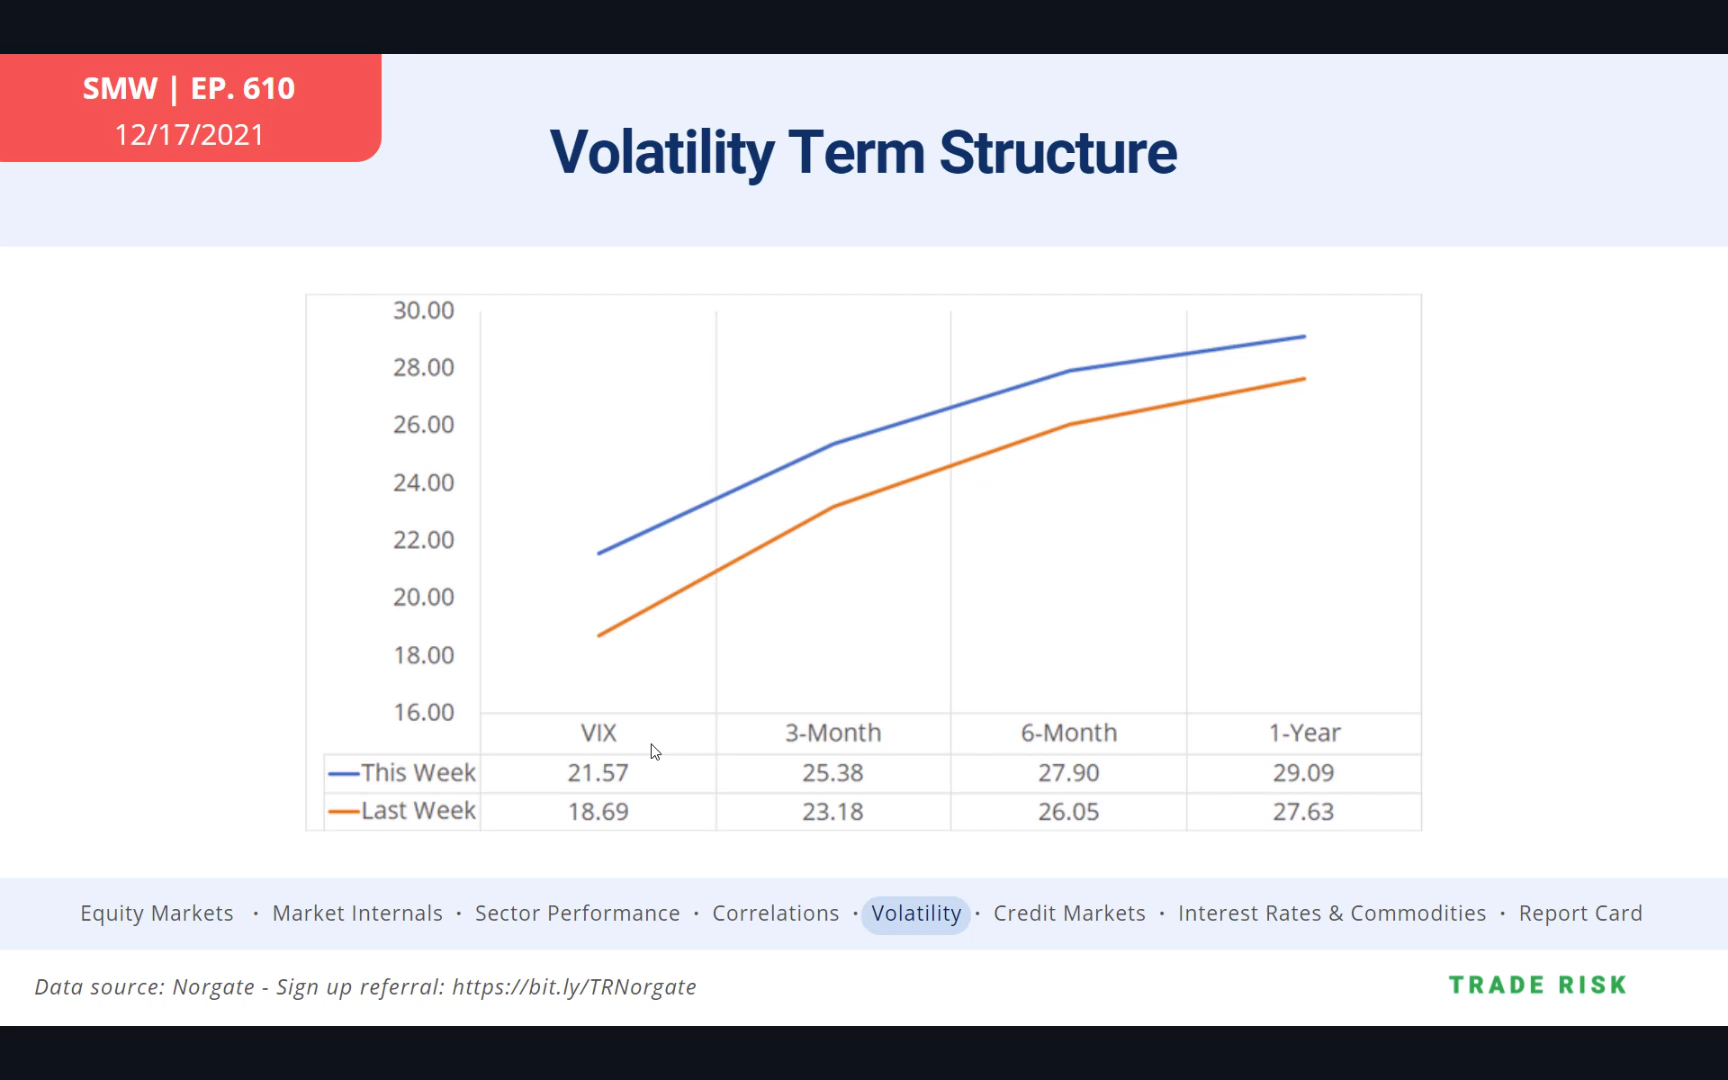 SMW | EP. 610
12/17/2021
Volatility Term Structure
30.00
28.00
26.00
24.00
22.00
20.00
18.00
16.00
VIX 3-Month 6-Month 1-Year
This Week 21.57 25.38 27.90 29.09
Last Week 18.69 23.18 26.05 27.63
Equity Markets · Market Internals · Sector Performance · Correlations · Volatility · Credit Markets · Interest Rates & Commodities · Report Card
Data source: Norgate - Sign up referral: https://bit.ly/TRNorgate
TRADE RISK